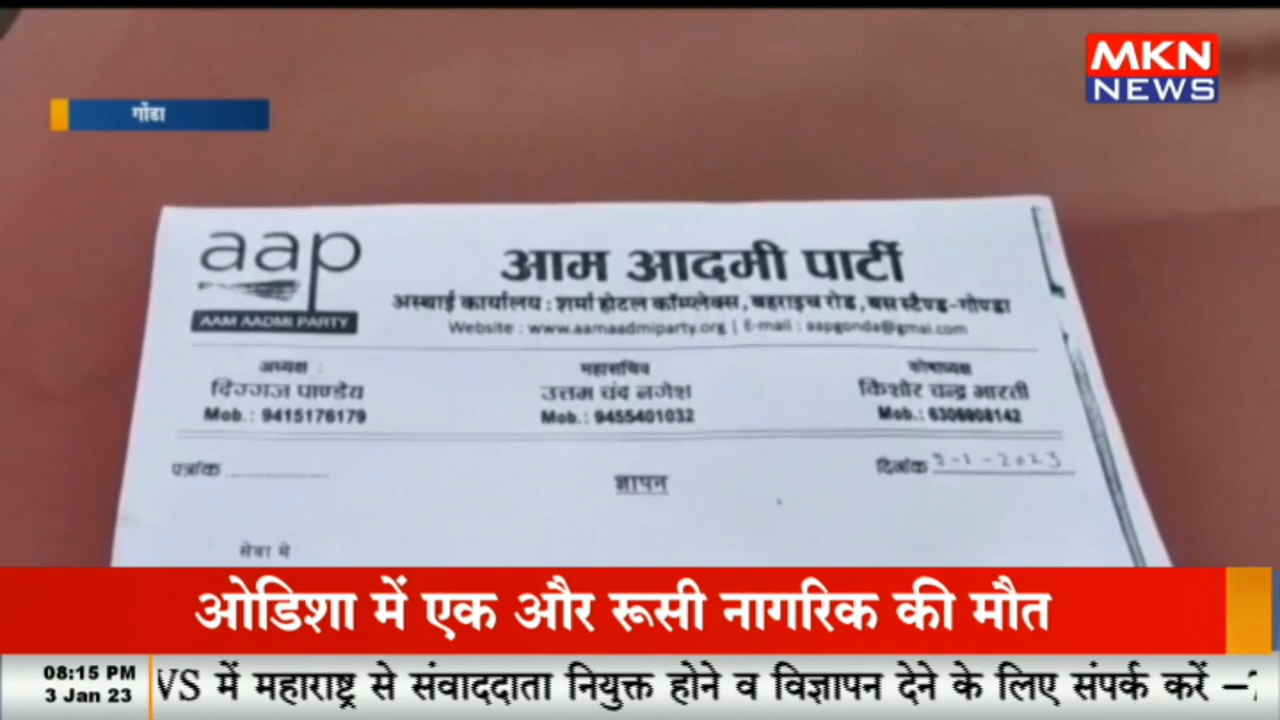 MKN
NEWS
गोंडा
aap
AAM AADMI PARTY
आम आदमी पार्टी
अस्थाई कार्यालय : शर्मा होटल कॉम्प्लेक्स, बहराइच रोड, बस स्टैण्ड-गोण्डा
Website : www.aamaadmiparty.org | E-mail : aapgonda@gmai.com
अध्यक्ष :
दिग्गज पाण्डेय
Mob. : 9415176179
महासचिव
उत्तम चंद नगेश
Mob. : 9455401032
कोषाध्यक्ष
किशोर चन्द्र भारती
Mob. : 6306908142
पत्रांक
दिनांक 2-1-2023
ज्ञापन
सेवा मे
ओडिशा में एक और रूसी नागरिक की मौत
08:15 PM
3 Jan 23
VS में महाराष्ट्र से संवाददाता नियुक्त होने व विज्ञापन देने के लिए संपर्क करें –